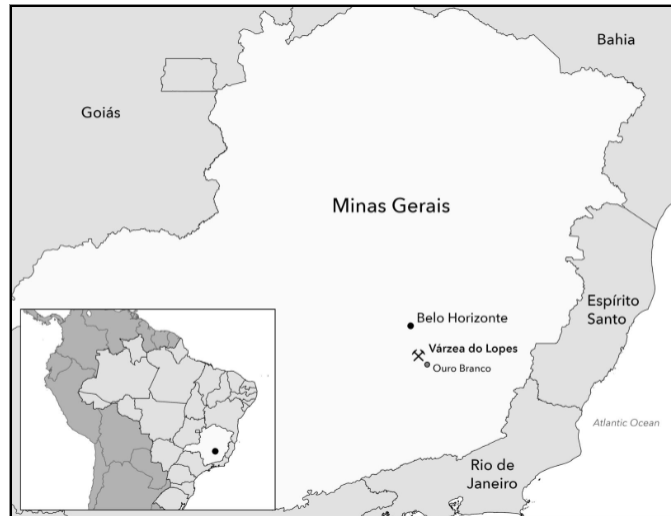 Bahia
Goiás
Minas Gerais
Espírito
Santo
Belo Horizonte
Várzea do Lopes
Ouro Branco
Atlantic Ocean
Rio de
Janeiro